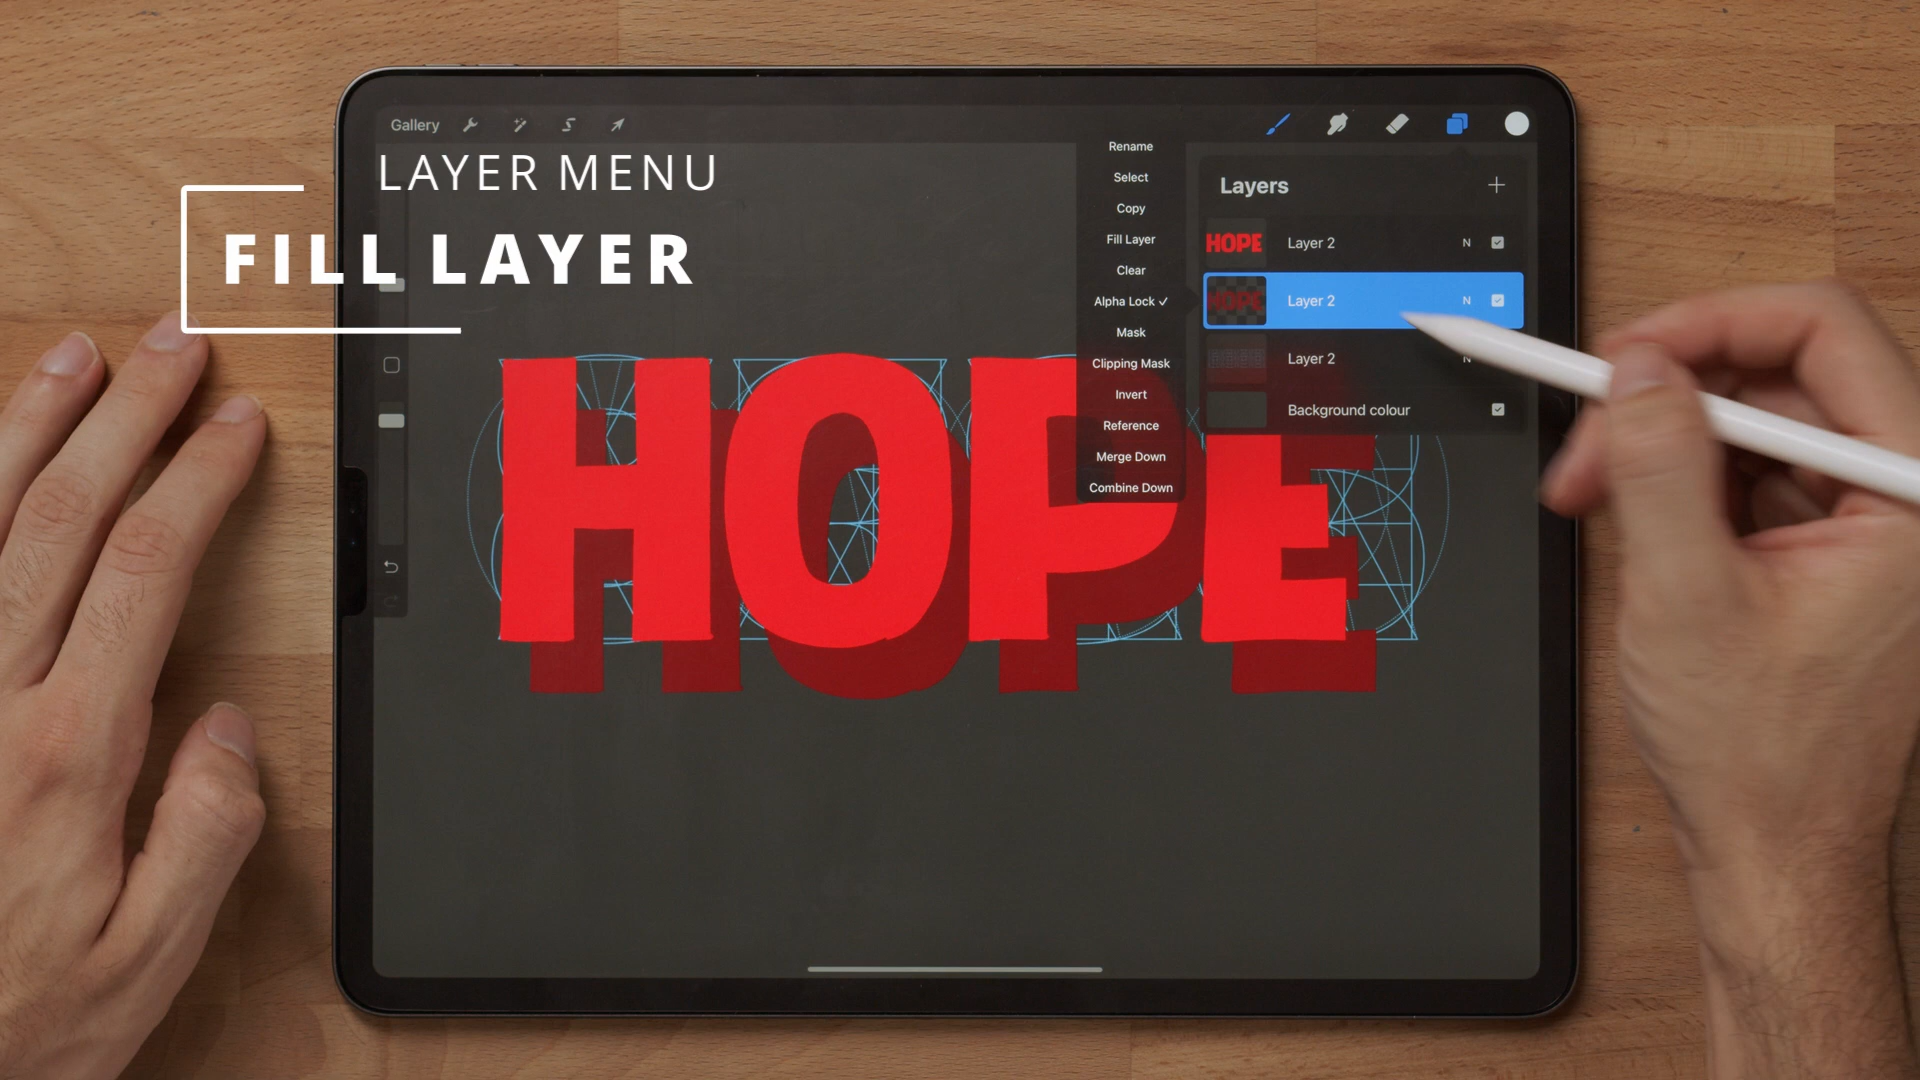 Gallery
LAYER MENU
FILL LAYER
Rename
Select
Copy
Fill Layer
Clear
Alpha Lock ✓
Mask
Clipping Mask
Invert
Reference
Merge Down
Combine Down
Layers
HOPE Layer 2 N
HOPE Layer 2 N
Layer 2 N
Background colour
HOPE